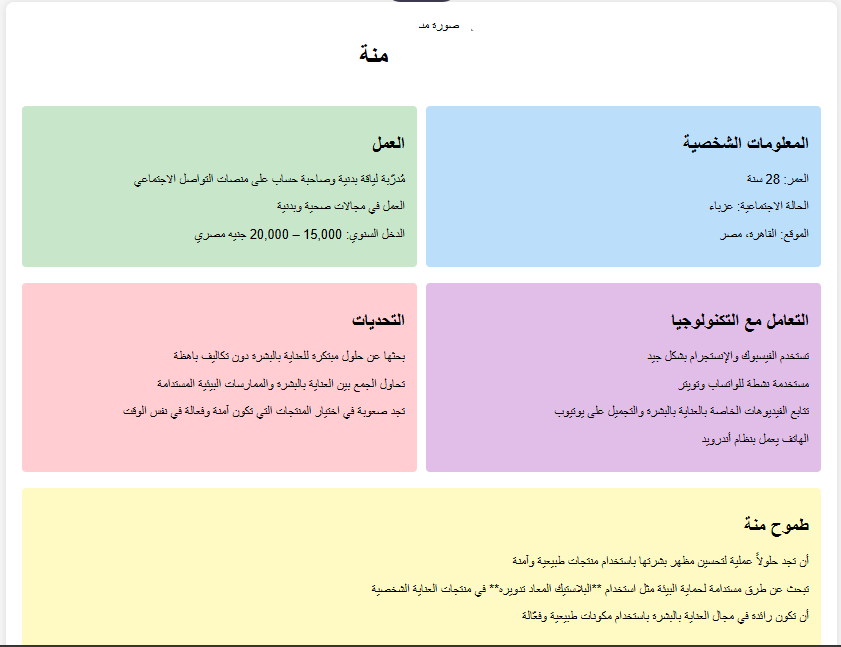 صورة
منة
المعلومات الشخصية
العمر: 28 سنة
الحالة الاجتماعية: عزباء
الموقع: القاهرة، مصر
العمل
مُدرّبة لياقة بدنية وصاحبة حساب على منصات التواصل الاجتماعي
العمل في مجالات صحية وبدنية
الدخل السنوي: 15,000 – 20,000 جنيه مصري
التعامل مع التكنولوجيا
تستخدم الفيسبوك والإنستجرام بشكل جيد
مستخدمة نشطة للواتساب وتويتر
تتابع الفيديوهات الخاصة بالعناية بالبشرة والتجميل على يوتيوب
الهاتف يعمل بنظام أندرويد
التحديات
بحثها عن حلول مبتكرة للعناية بالبشرة دون تكاليف باهظة
تحاول الجمع بين العناية بالبشرة والممارسات البيئية المستدامة
تجد صعوبة في اختيار المنتجات التي تكون آمنة وفعالة في نفس الوقت
طموح منة
أن تجد حلولاً عملية لتحسين مظهر بشرتها باستخدام منتجات طبيعية وآمنة
تبحث عن طرق مستدامة لحماية البيئة مثل استخدام **البلاستيك المعاد تدويره** في منتجات العناية الشخصية
أن تكون رائدة في مجال العناية بالبشرة باستخدام مكونات طبيعية وفعّالة